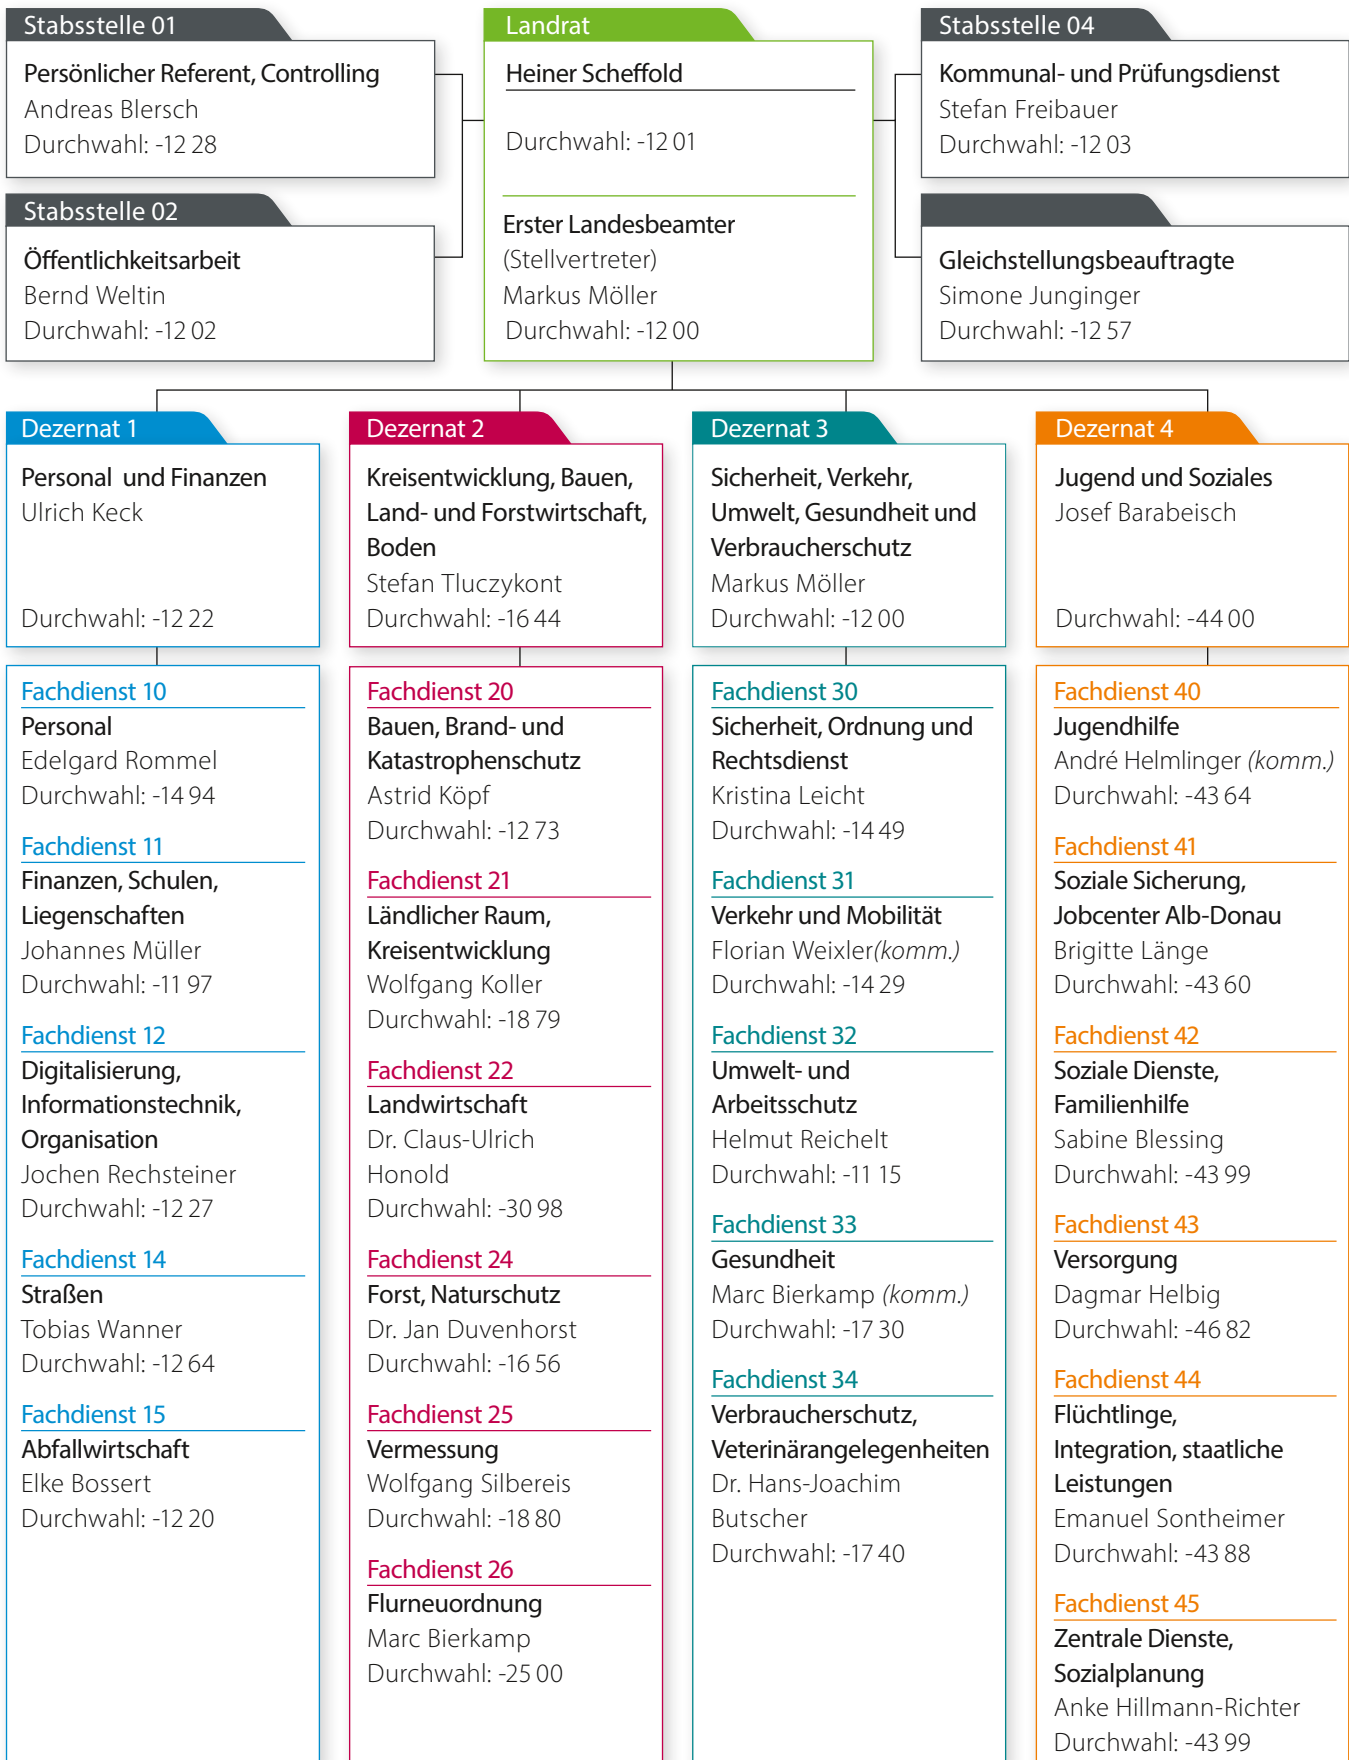 Stabsstelle 01
Persönlicher Referent, Controlling
Andreas Blersch
Durchwahl: -12 28
Stabsstelle 02
Öffentlichkeitsarbeit
Bernd Weltin
Durchwahl: -12 02
Landrat
Heiner Scheffold
Durchwahl: -12 01
Erster Landesbeamter
(Stellvertreter)
Markus Möller
Durchwahl: -12 00
Stabsstelle 04
Kommunal- und Prüfungsdienst
Stefan Freibauer
Durchwahl: -12 03
Gleichstellungsbeauftragte
Simone Junginger
Durchwahl: -12 57
Dezernat 1
Personal und Finanzen
Ulrich Keck
Durchwahl: -12 22
Fachdienst 10
Personal
Edelgard Rommel
Durchwahl: -14 94
Fachdienst 11
Finanzen, Schulen,
Liegenschaften
Johannes Müller
Durchwahl: -11 97
Fachdienst 12
Digitalisierung,
Informationstechnik,
Organisation
Jochen Rechsteiner
Durchwahl: -12 27
Fachdienst 14
Straßen
Tobias Wanner
Durchwahl: -12 64
Fachdienst 15
Abfallwirtschaft
Elke Bossert
Durchwahl: -12 20
Dezernat 2
Kreisentwicklung, Bauen,
Land- und Forstwirtschaft,
Boden
Stefan Tluczykont
Durchwahl: -16 44
Fachdienst 20
Bauen, Brand- und
Katastrophenschutz
Astrid Köpf
Durchwahl: -12 73
Fachdienst 21
Ländlicher Raum,
Kreisentwicklung
Wolfgang Koller
Durchwahl: -18 79
Fachdienst 22
Landwirtschaft
Dr. Claus-Ulrich
Honold
Durchwahl: -30 98
Fachdienst 24
Forst, Naturschutz
Dr. Jan Duvenhorst
Durchwahl: -16 56
Fachdienst 25
Vermessung
Wolfgang Silbereis
Durchwahl: -18 80
Fachdienst 26
Flurneuordnung
Marc Bierkamp
Durchwahl: -25 00
Dezernat 3
Sicherheit, Verkehr,
Umwelt, Gesundheit und
Verbraucherschutz
Markus Möller
Durchwahl: -12 00
Fachdienst 30
Sicherheit, Ordnung und
Rechtsdienst
Kristina Leicht
Durchwahl: -14 49
Fachdienst 31
Verkehr und Mobilität
Florian Weixler(komm.)
Durchwahl: -14 29
Fachdienst 32
Umwelt- und
Arbeitsschutz
Helmut Reichelt
Durchwahl: -11 15
Fachdienst 33
Gesundheit
Marc Bierkamp (komm.)
Durchwahl: -17 30
Fachdienst 34
Verbraucherschutz,
Veterinärangelegenheiten
Dr. Hans-Joachim
Butscher
Durchwahl: -17 40
Dezernat 4
Jugend und Soziales
Josef Barabeisch
Durchwahl: -44 00
Fachdienst 40
Jugendhilfe
André Helmlinger (komm.)
Durchwahl: -43 64
Fachdienst 41
Soziale Sicherung,
Jobcenter Alb-Donau
Brigitte Länge
Durchwahl: -43 60
Fachdienst 42
Soziale Dienste,
Familienhilfe
Sabine Blessing
Durchwahl: -43 99
Fachdienst 43
Versorgung
Dagmar Helbig
Durchwahl: -46 82
Fachdienst 44
Flüchtlinge,
Integration, staatliche
Leistungen
Emanuel Sontheimer
Durchwahl: -43 88
Fachdienst 45
Zentrale Dienste,
Sozialplanung
Anke Hillmann-Richter
Durchwahl: -43 99